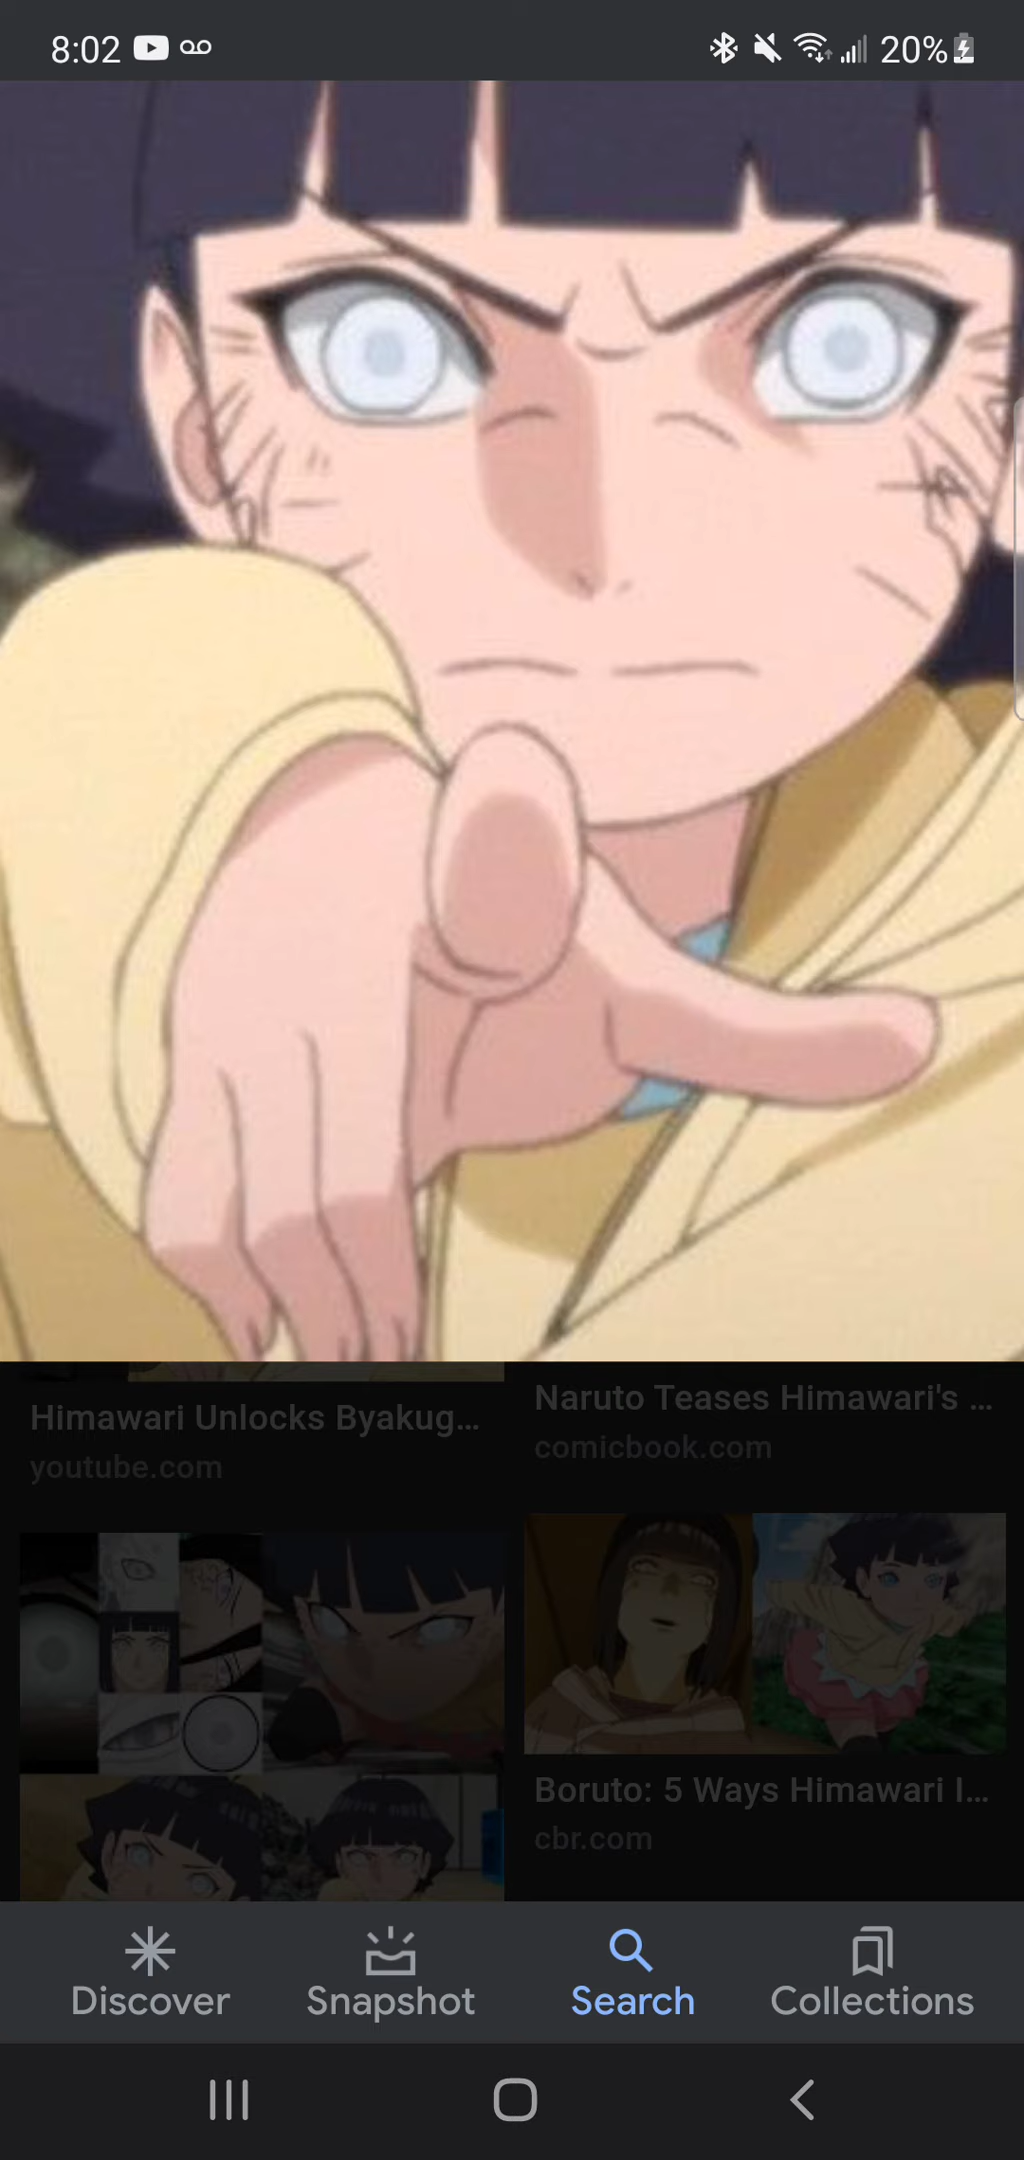 8:02
20%
Himawari Unlocks Byakug...
youtube.com
Naruto Teases Himawari's ...
comicbook.com
Boruto: 5 Ways Himawari I...
cbr.com
Discover
Snapshot
Search
Collections